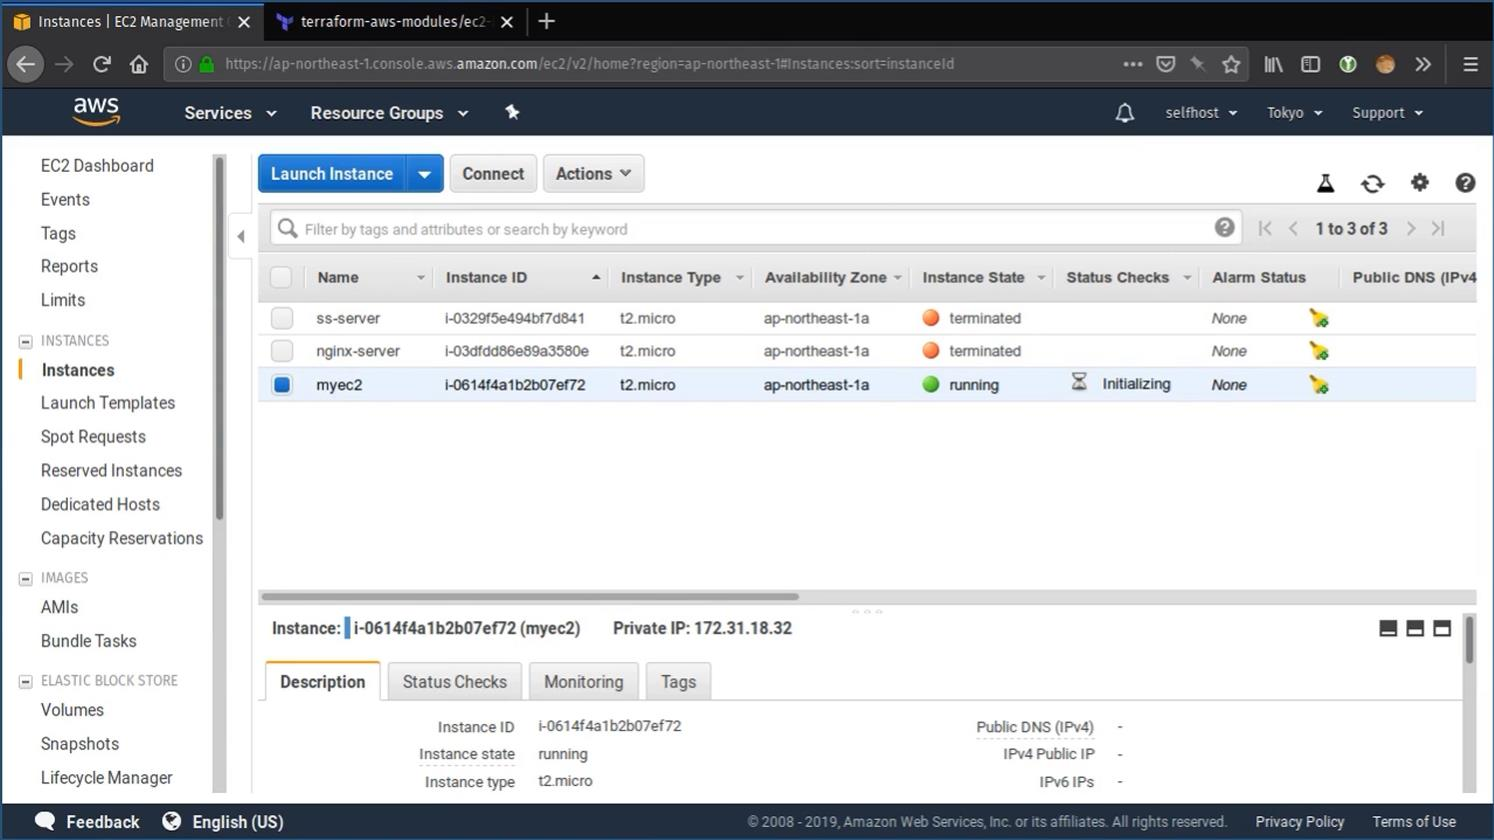 Instances | EC2 Management
terraform-aws-modules/ec2-
https://ap-northeast-1.console.aws.amazon.com/ec2/v2/home?region=ap-northeast-1#Instances:sort=instanceId
aws
Services
Resource Groups
selfhost
Tokyo
Support
EC2 Dashboard
Events
Tags
Reports
Limits
INSTANCES
Instances
Launch Templates
Spot Requests
Reserved Instances
Dedicated Hosts
Capacity Reservations
IMAGES
AMIs
Bundle Tasks
ELASTIC BLOCK STORE
Volumes
Snapshots
Lifecycle Manager
Launch Instance
Connect
Actions
Filter by tags and attributes or search by keyword
1 to 3 of 3
Name Instance ID Instance Type Availability Zone Instance State Status Checks Alarm Status Public DNS (IPv4
ss-server i-0329f5e494bf7d841 t2.micro ap-northeast-1a terminated None
nginx-server i-03dfdd86e89a3580e t2.micro ap-northeast-1a terminated None
myec2 i-0614f4a1b2b07ef72 t2.micro ap-northeast-1a running Initializing None
Instance: i-0614f4a1b2b07ef72 (myec2) Private IP: 172.31.18.32
Description Status Checks Monitoring Tags
Instance ID i-0614f4a1b2b07ef72 Public DNS (IPv4) -
Instance state running IPv4 Public IP -
Instance type t2.micro IPv6 IPs -
Feedback
English (US)
© 2008 - 2019, Amazon Web Services, Inc. or its affiliates. All rights reserved.
Privacy Policy
Terms of Use